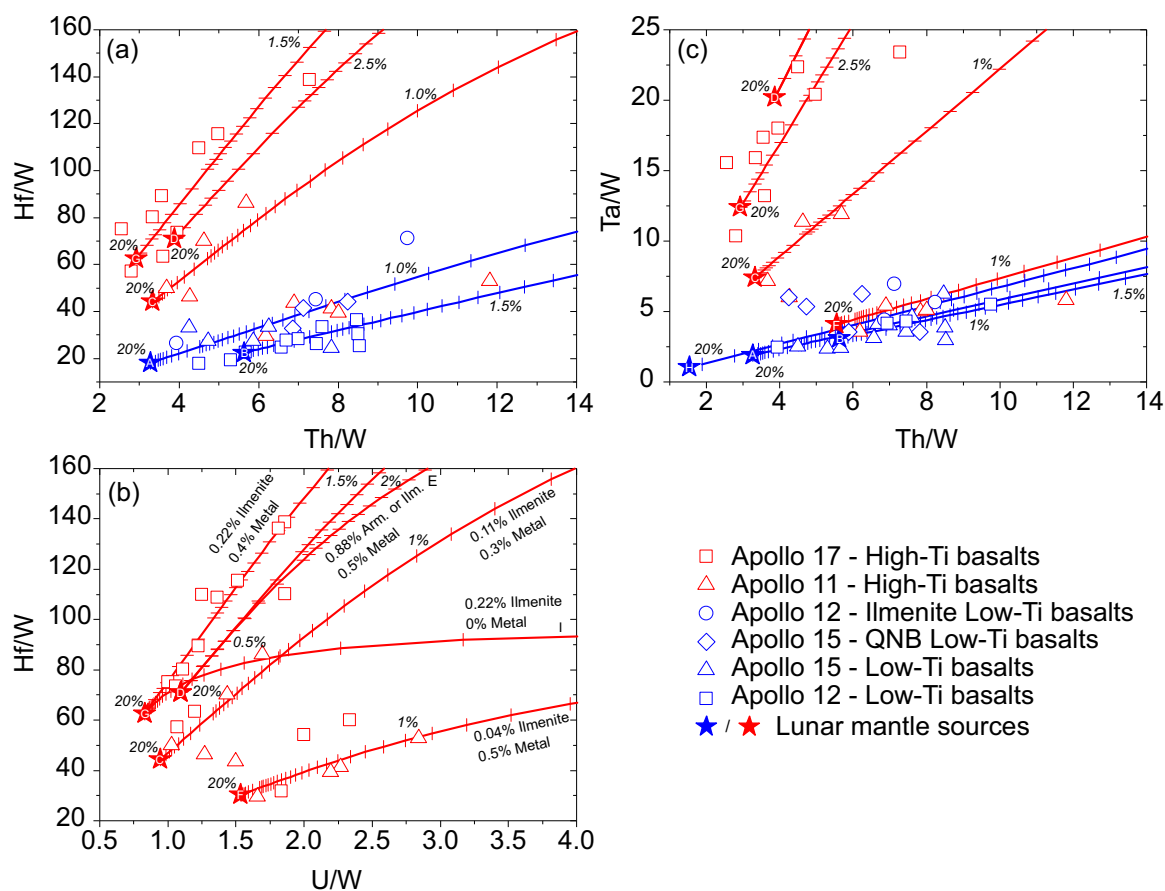 (a)
160
140
120
100
80
60
40
20
Hf/W
2
4
6
8
10
12
14
Th/W
1.5%
2.5%
1.0%
20%
G
20%
D
20%
C
1.0%
1.5%
20%
A
20%
B
(c)
25
20
15
10
5
0
Ta/W
2
4
6
8
10
12
14
Th/W
2.5%
1%
20%
D
20%
G
20%
C
20%
F
1%
1.5%
1%
20%
H
20%
A
B
(b)
160
140
120
100
80
60
40
20
Hf/W
0.5
1.0
1.5
2.0
2.5
3.0
3.5
4.0
U/W
0.22% Ilmenite
0.4% Metal
1.5%
2%
E
0.88% Arm. or Ilm.
0.5% Metal
1%
0.11% Ilmenite
0.3% Metal
0.22% Ilmenite
0% Metal
I
0.5%
20%
G
D
20%
20%
C
1%
0.04% Ilmenite
0.5% Metal
20%
F
Apollo 17 - High-Ti basalts
Apollo 11 - High-Ti basalts
Apollo 12 - Ilmenite Low-Ti basalts
Apollo 15 - QNB Low-Ti basalts
Apollo 15 - Low-Ti basalts
Apollo 12 - Low-Ti basalts
/ Lunar mantle sources